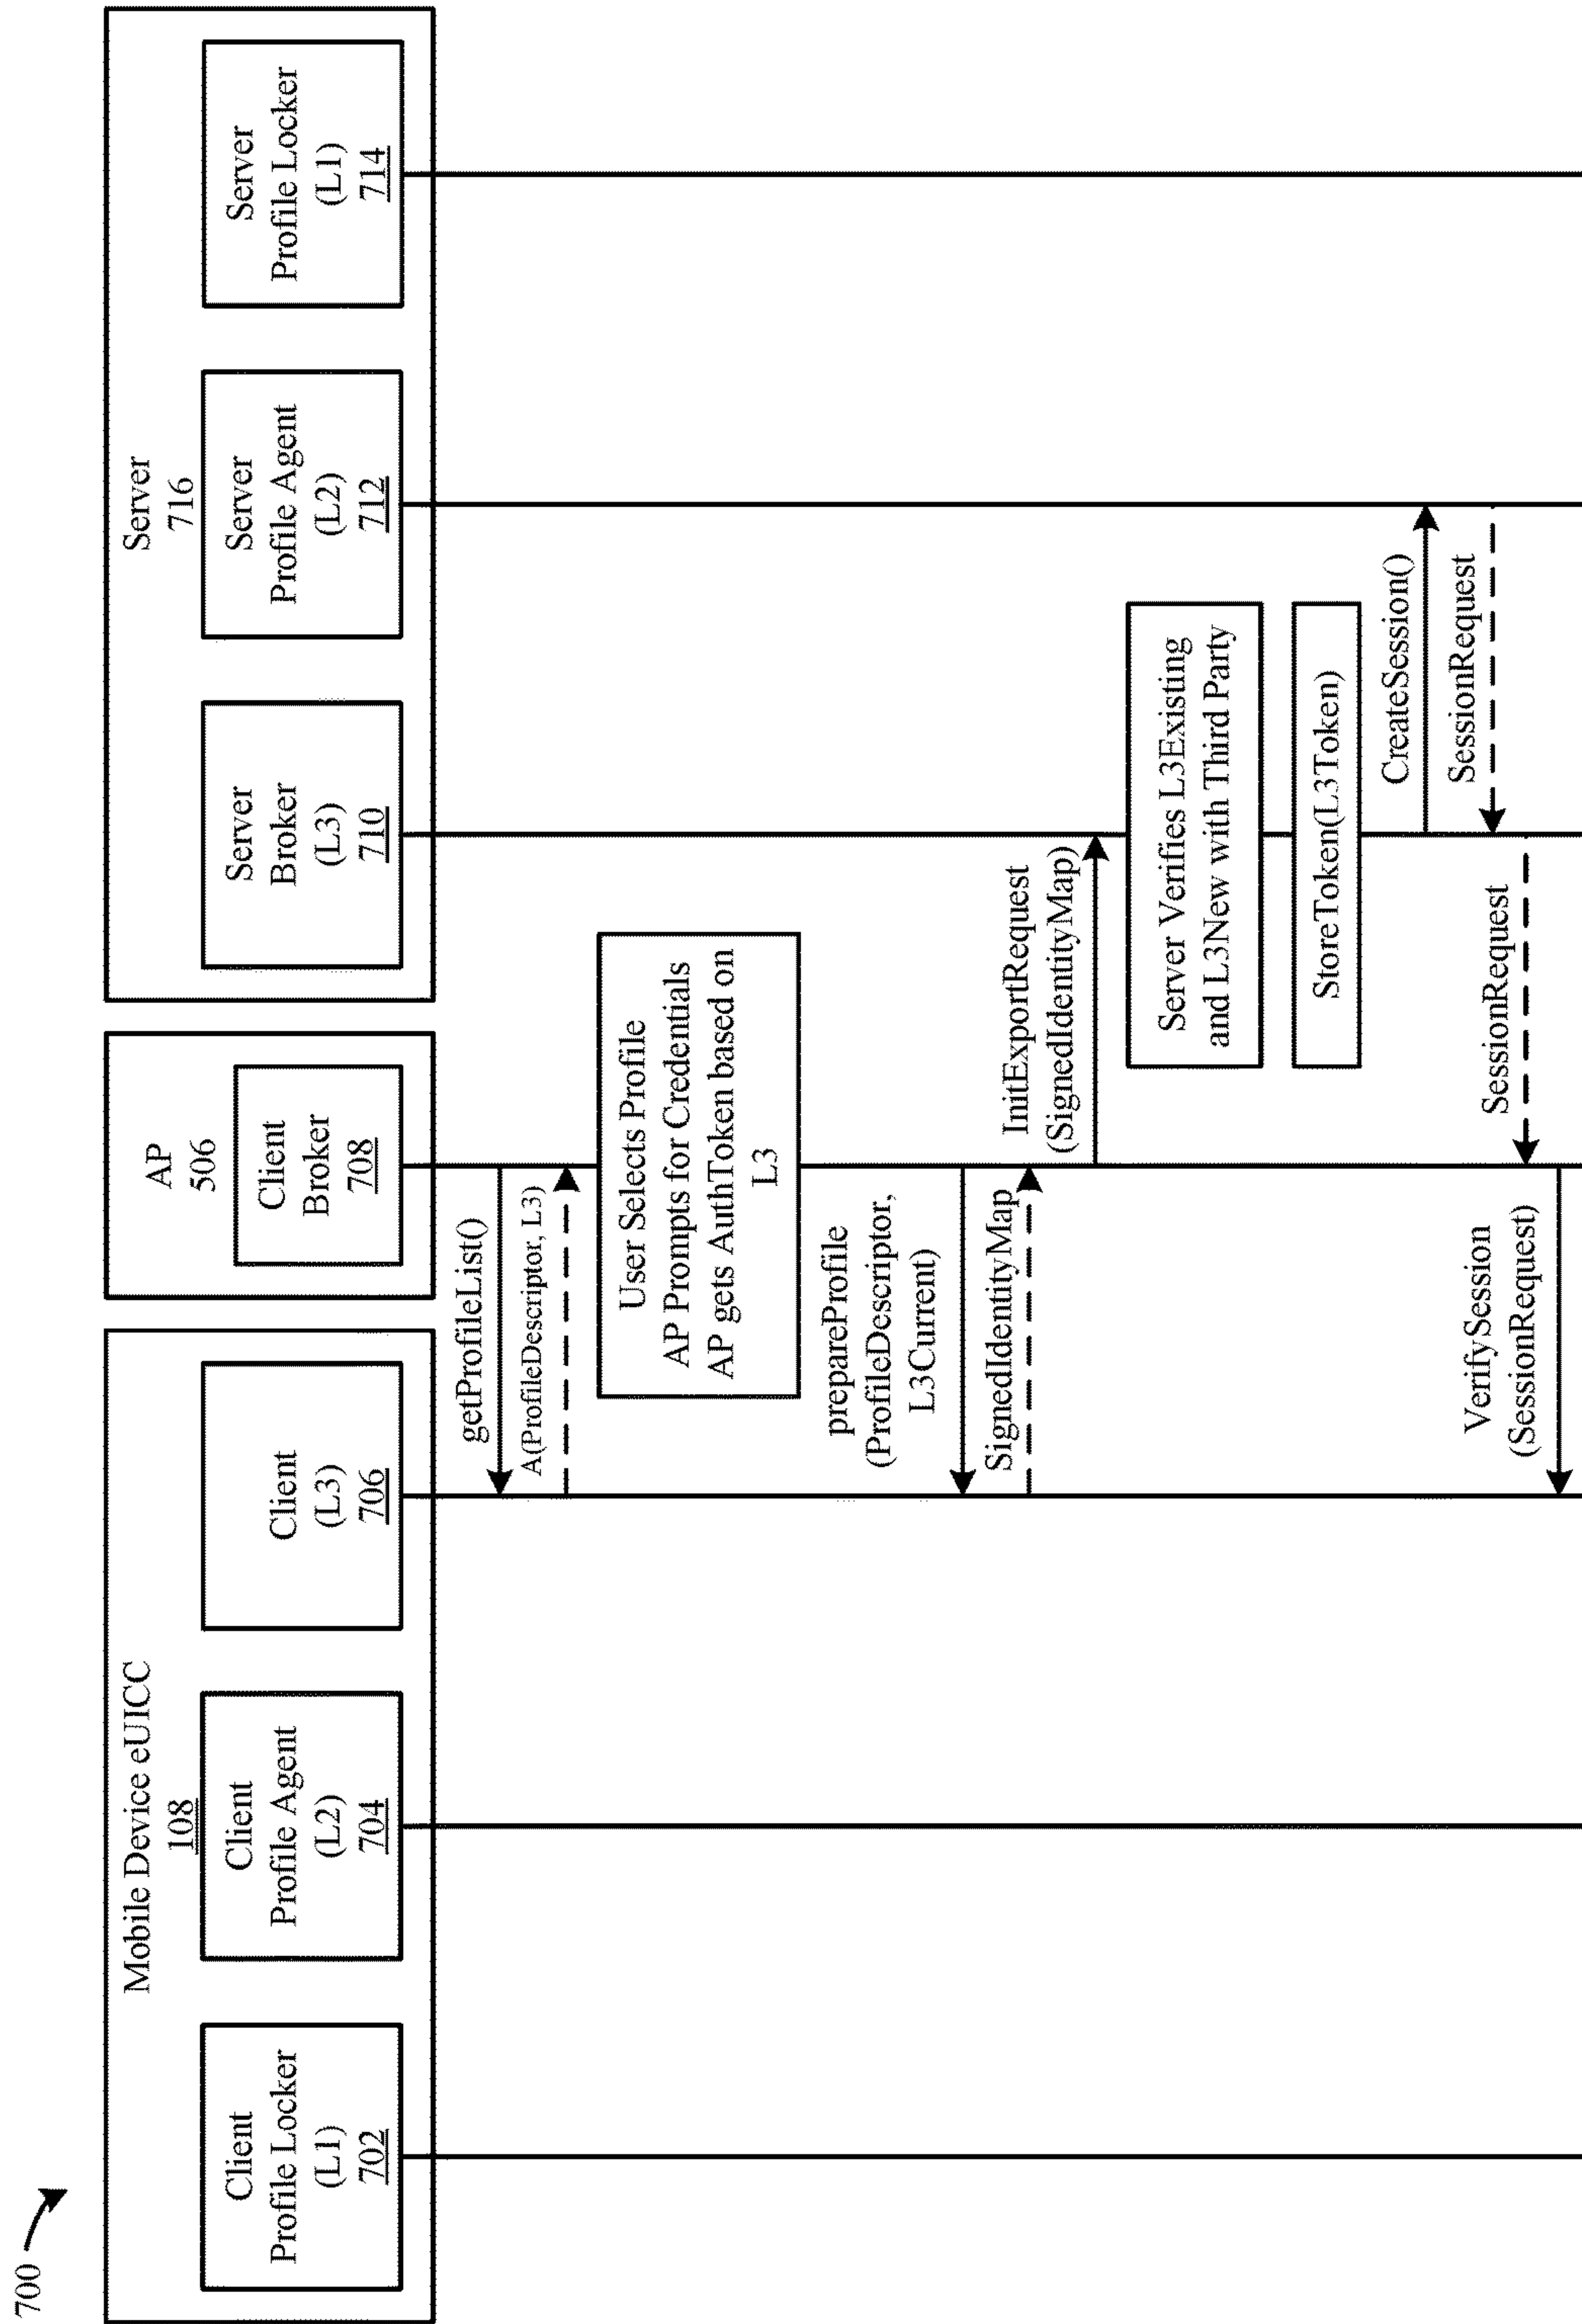 700
Mobile Device eUICC
108
Client
Profile Locker
(L1)
702
Client
Profile Agent
(L2)
704
Client
(L3)
706
AP
506
Client
Broker
708
Server
716
Server
Broker
(L3)
710
Server
Profile Agent
(L2)
712
Server
Profile Locker
(L1)
714
getProfileList()
A(ProfileDescriptor, L3)
User Selects Profile
AP Prompts for Credentials
AP gets AuthToken based on
L3
prepareProfile
(ProfileDescriptor,
L3Current)
SignedIdentityMap
InitExportRequest
(SignedIdentityMap)
Server Verifies L3Existing
and L3New with Third Party
StoreToken(L3Token)
CreateSession()
SessionRequest
SessionRequest
VerifySession
(SessionRequest)